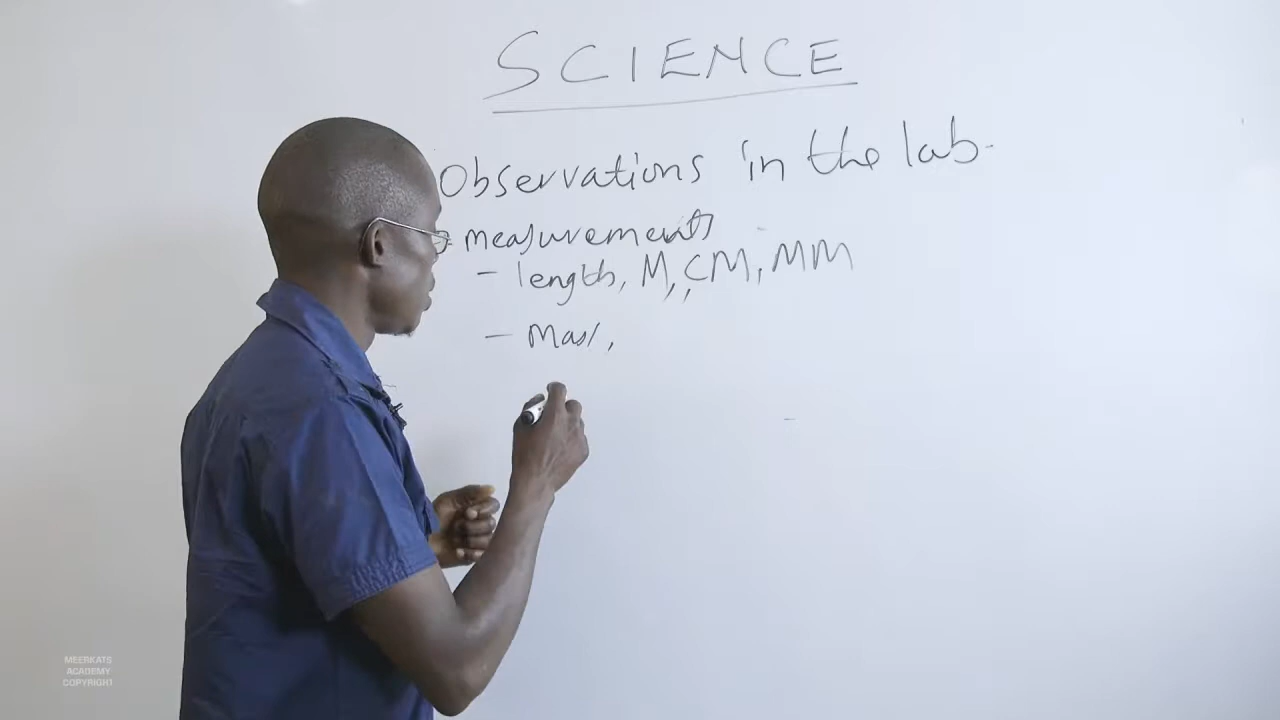 SCIENCE
Observations in the lab.
measurements
- length, M, CM, MM
- Mass,
MEERKATS
ACADEMY
COPYRIGHT